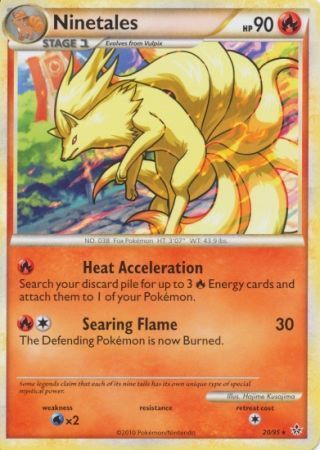 Ninetales HP 90
STAGE 1 Evolves from Vulpix
NO. 038 Fox Pokémon HT: 3'07" WT: 43.9 lbs.
Heat Acceleration
Search your discard pile for up to 3 Energy cards and
attach them to 1 of your Pokémon.
Searing Flame 30
The Defending Pokémon is now Burned.
Some legends claim that each of its nine tails has its own unique type of special
mystical power.
Illus. Hajime Kusajima
weakness resistance retreat cost
×2
©2010 Pokémon/Nintendo 20/95 ★